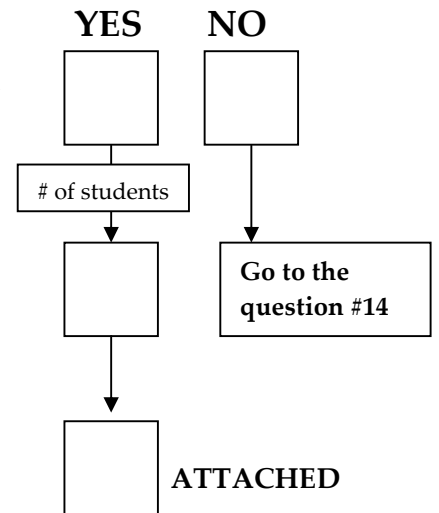 YES NO
# of students
Go to the
question #14
ATTACHED